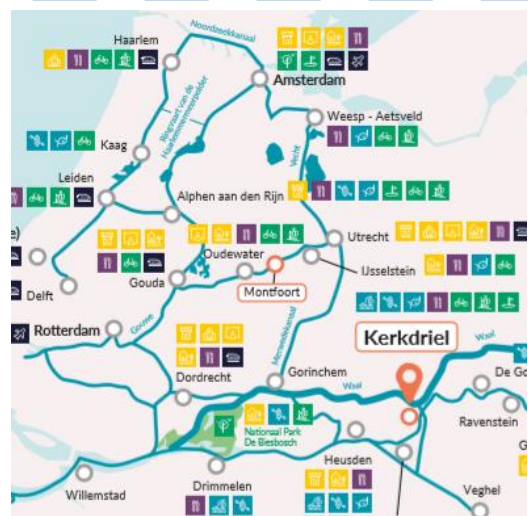 Noordzeekanaal
Haarlem
Amsterdam
Ringvaart van de
Haarlemmermeerpolder
Weesp - Aetsveld
Kaag
Vecht
Leiden
Alphen aan den Rijn
e)
Utrecht
Oudewater
IJsselstein
Delft
Gouda
Montfoort
Gouwe
Rotterdam
Merwedekanaal
Kerkdriel
Waal
Dordrecht
Gorinchem
Waal
De Go
Nationaal Park
De Biesbosch
Ravenstein
Heusden
G
Willemstad
Drimmelen
Veghel